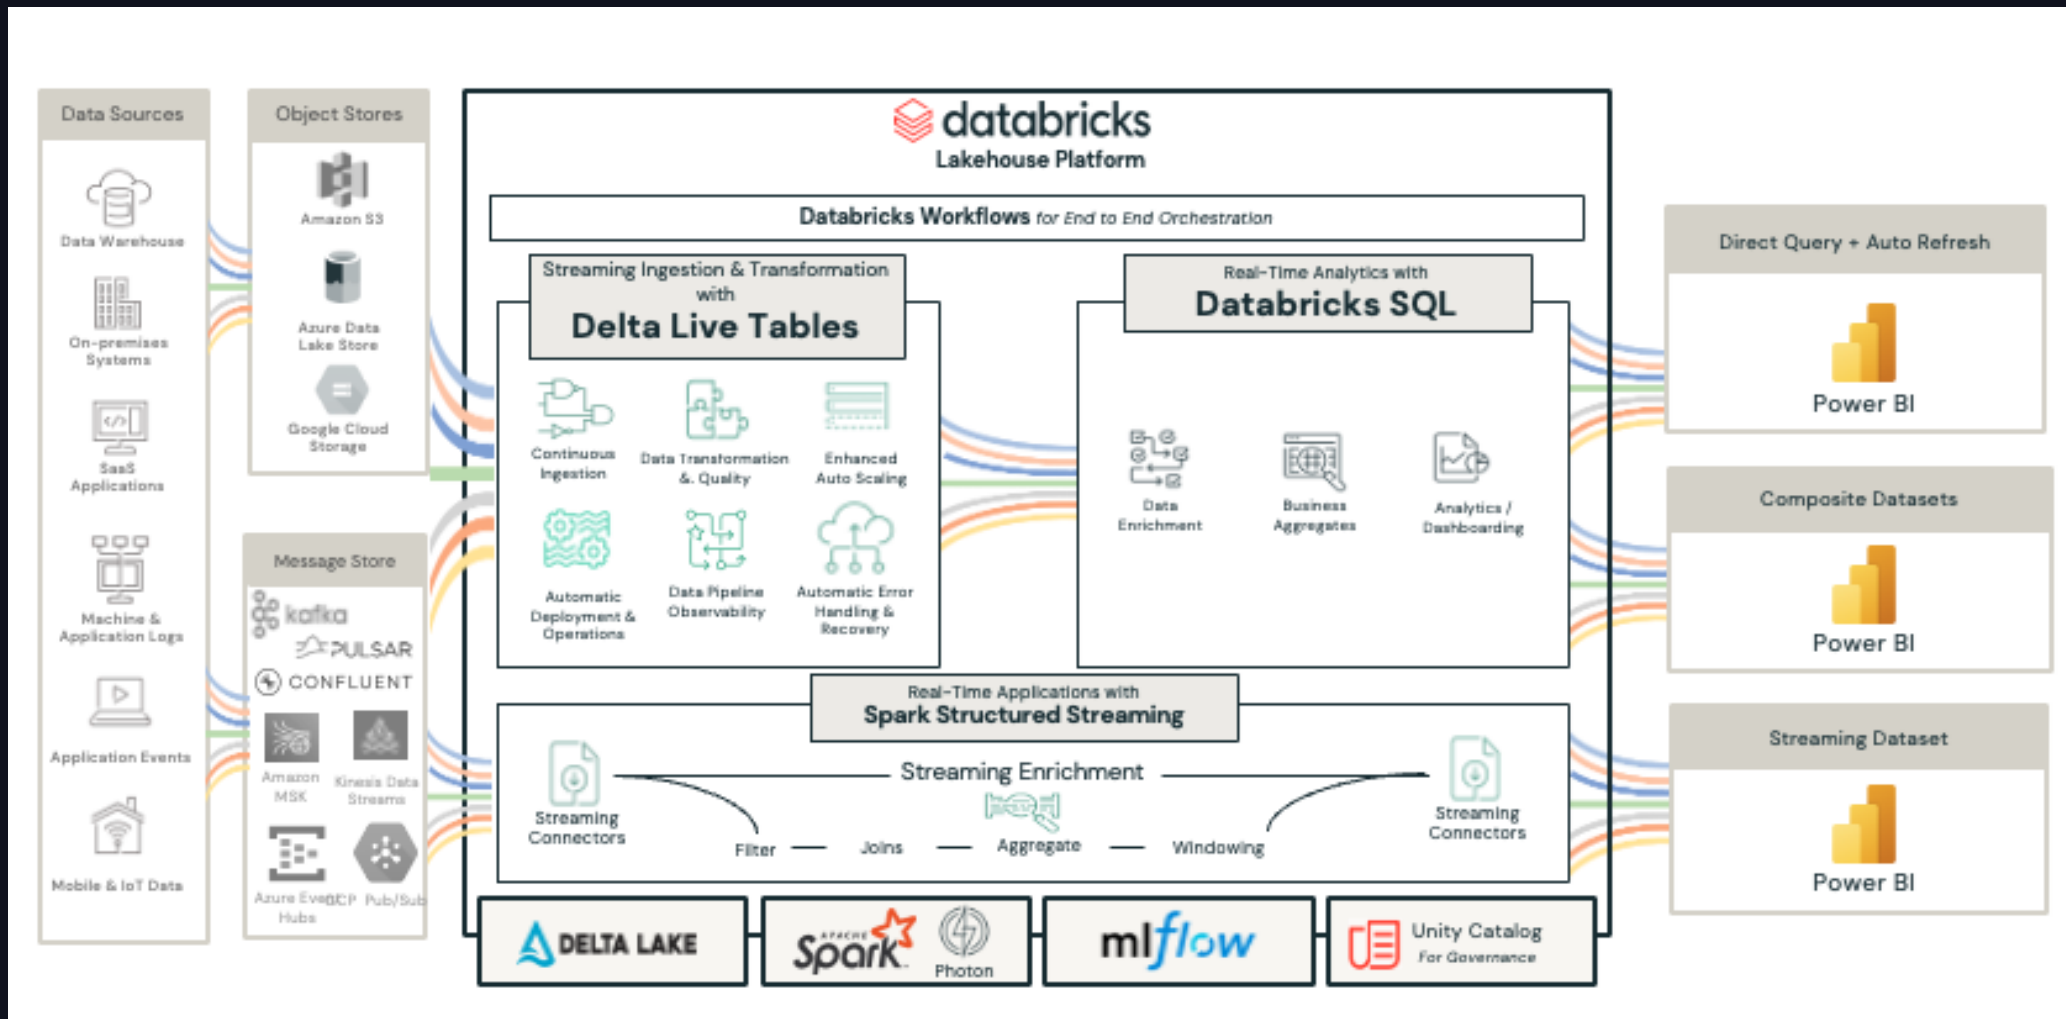 Data Sources
Data Warehouse
On-premises
Systems
SaaS
Applications
Machine &
Application Logs
Application Events
Mobile & IoT Data
Object Stores
Amazon S3
Azure Data
Lake Store
Google Cloud
Storage
Message Store
kafka
PULSAR
CONFLUENT
Amazon
MSK
Kinesis Data
Streams
Azure Event
Hubs
GCP Pub/Sub
databricks
Lakehouse Platform
Databricks Workflows for End to End Orchestration
Streaming Ingestion & Transformation
with
Delta Live Tables
Continuous
Ingestion
Data Transformation
&. Quality
Enhanced
Auto Scaling
Automatic
Deployment &
Operations
Data Pipeline
Observability
Automatic Error
Handling &
Recovery
Real-Time Analytics with
Databricks SQL
Data
Enrichment
Business
Aggregates
Analytics /
Dashboarding
Real-Time Applications with
Spark Structured Streaming
Streaming
Connectors
Streaming Enrichment
Filter
Joins
Aggregate
Windowing
Streaming
Connectors
DELTA LAKE
APACHE
Spark
Photon
mlflow
Unity Catalog
For Governance
Direct Query + Auto Refresh
Power BI
Composite Datasets
Power BI
Streaming Dataset
Power BI